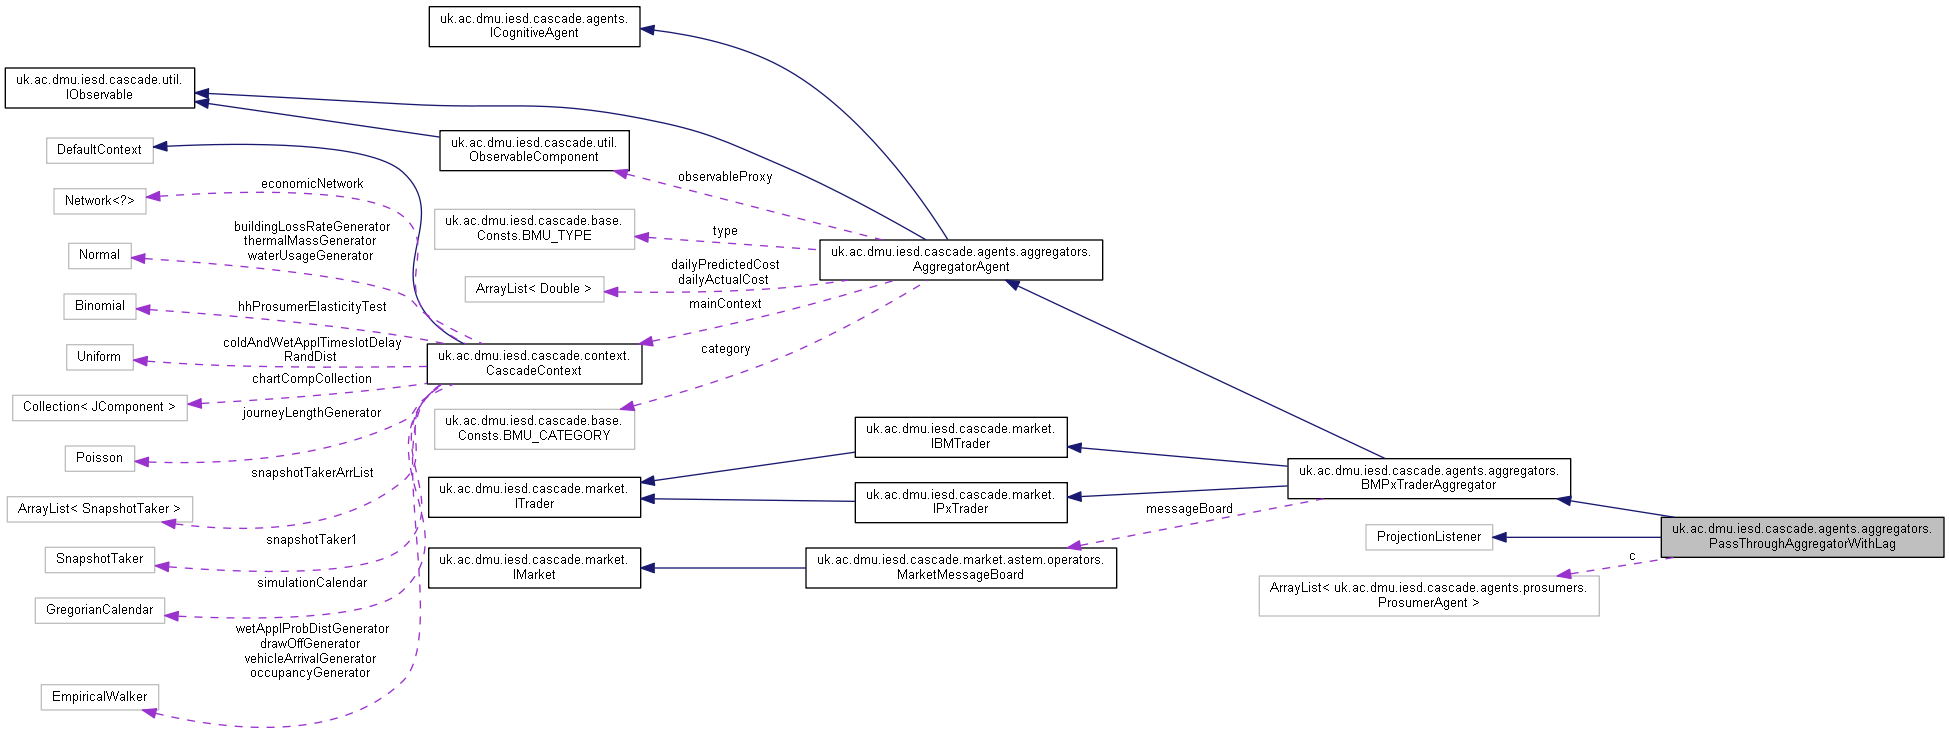 uk.ac.dmu.iesd.cascade.agents.
ICognitiveAgent
uk.ac.dmu.iesd.cascade.util.
IObservable
DefaultContext
uk.ac.dmu.iesd.cascade.util.
ObservableComponent
observableProxy
economicNetwork
Network<?>
buildingLossRateGenerator
thermalMassGenerator
waterUsageGenerator
uk.ac.dmu.iesd.cascade.base.
Consts.BMU_TYPE
type
uk.ac.dmu.iesd.cascade.agents.aggregators.
AggregatorAgent
Normal
dailyPredictedCost
dailyActualCost
ArrayList< Double >
Binomial
hhProsumerElasticityTest
mainContext
Uniform
coldAndWetApplTimeslotDelay
RandDist
uk.ac.dmu.iesd.cascade.context.
CascadeContext
category
chartCompCollection
Collection< JComponent >
journeyLengthGenerator
uk.ac.dmu.iesd.cascade.base.
Consts.BMU_CATEGORY
uk.ac.dmu.iesd.cascade.market.
IBMTrader
Poisson
snapshotTakerArrList
uk.ac.dmu.iesd.cascade.agents.aggregators.
BMPxTraderAggregator
uk.ac.dmu.iesd.cascade.market.
ITrader
uk.ac.dmu.iesd.cascade.market.
IPxTrader
messageBoard
ArrayList< SnapshotTaker >
snapshotTaker1
ProjectionListener
uk.ac.dmu.iesd.cascade.agents.aggregators.
PassThroughAggregatorWithLag
SnapshotTaker
uk.ac.dmu.iesd.cascade.market.
IMarket
uk.ac.dmu.iesd.cascade.market.astem.operators.
MarketMessageBoard
c
simulationCalendar
ArrayList< uk.ac.dmu.iesd.cascade.agents.prosumers.
ProsumerAgent >
GregorianCalendar
wetApplProbDistGenerator
drawOffGenerator
vehicleArrivalGenerator
occupancyGenerator
EmpiricalWalker